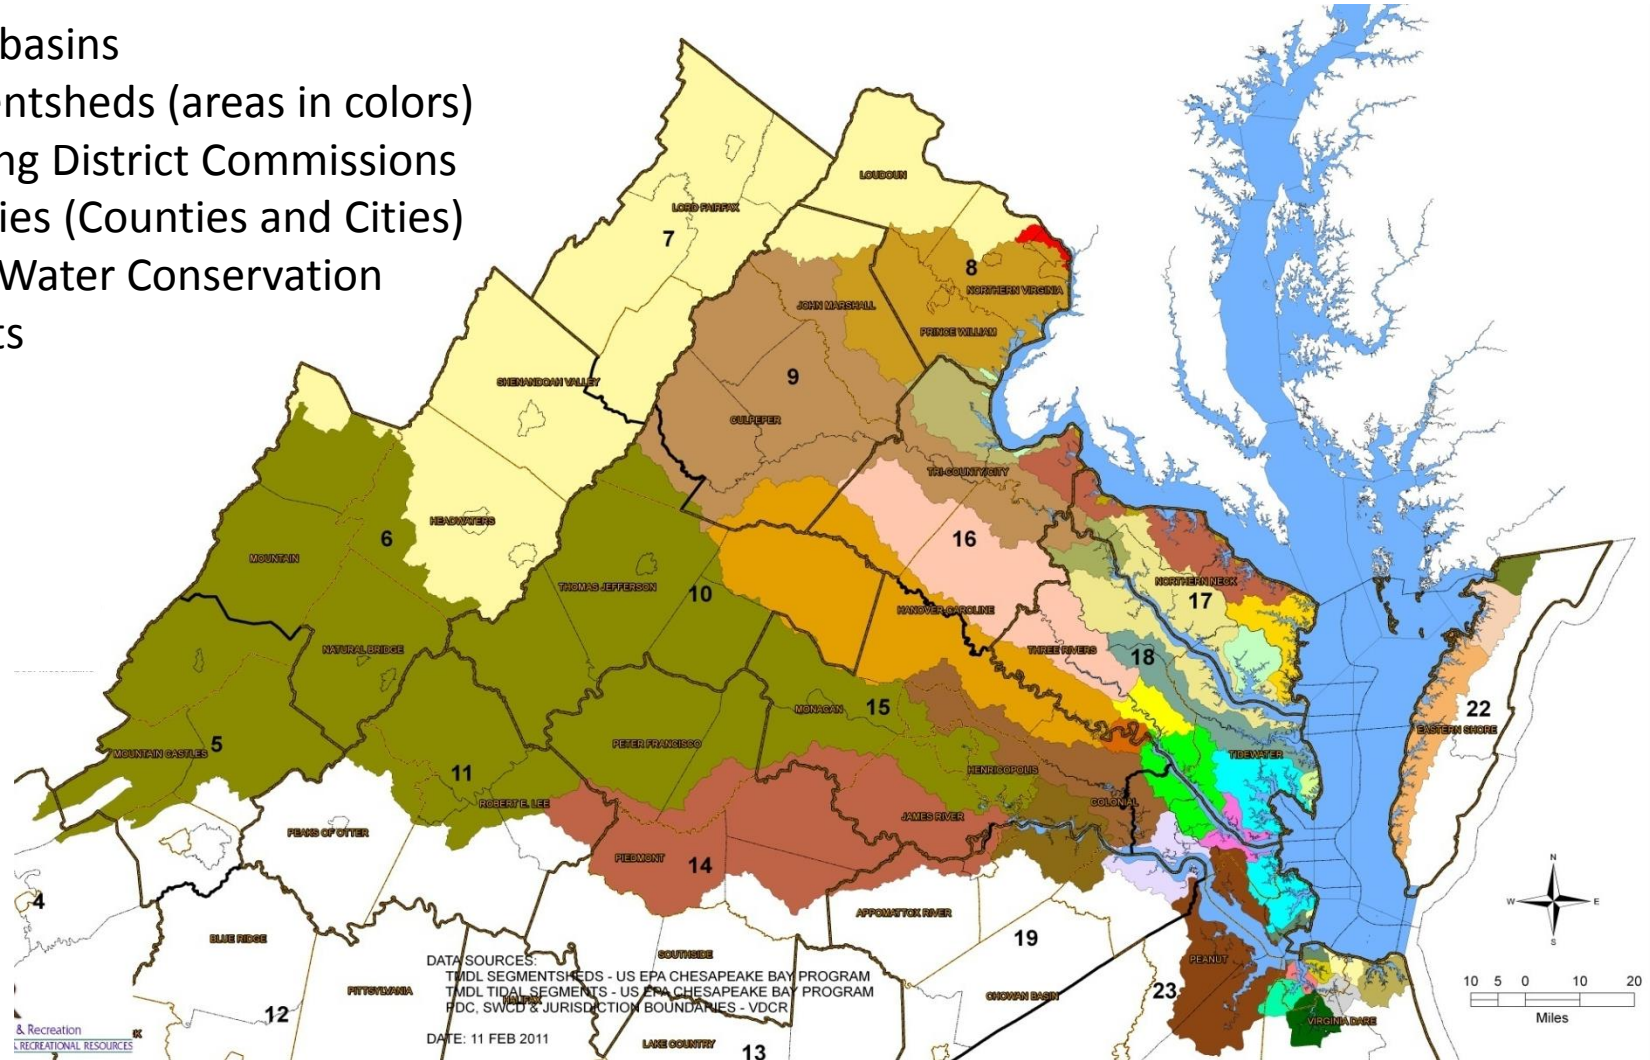 basins
entsheds (areas in colors)
ng District Commissions
ies (Counties and Cities)
Water Conservation
ts
LOUDOUN
LORD FAIRFAX
7
8
NORTHERN VIRGINIA
JOHN MARSHALL
PRINCE WILLIAM
9
SHENANDOAH VALLEY
CULPEPER
TRI-COUNTY/CITY
HEADWATERS
6
16
MOUNTAIN
THOMAS JEFFERSON
10
NORTHERN NECK
17
HANOVER-CAROLINE
NATURAL BRIDGE
THREE RIVERS
18
MONACAN
15
22
EASTERN SHORE
5
MOUNTAIN CASTLES
PETER FRANCISCO
TIDEWATER
11
HENRICOPOLIS
ROBERT E. LEE
COLONIAL
JAMES RIVER
PEAKS OF OTTER
PIEDMONT
14
N
W
E
S
4
APPOMATTOX RIVER
BLUE RIDGE
19
SOUTHSIDE
PEANUT
DATA SOURCES:
TMDL SEGMENTSHEDS - US EPA CHESAPEAKE BAY PROGRAM
TMDL TIDAL SEGMENTS - US EPA CHESAPEAKE BAY PROGRAM
PDC, SWCD & JURISDICTION BOUNDARIES - VDCR
DATE: 11 FEB 2011
PITTSYLVANIA
HALIFAX
CHOWAN BASIN
23
10 5 0 10 20
Miles
12
VIRGINIA DARE
& Recreation
RECREATIONAL RESOURCES
K
LAKE COUNTRY
13